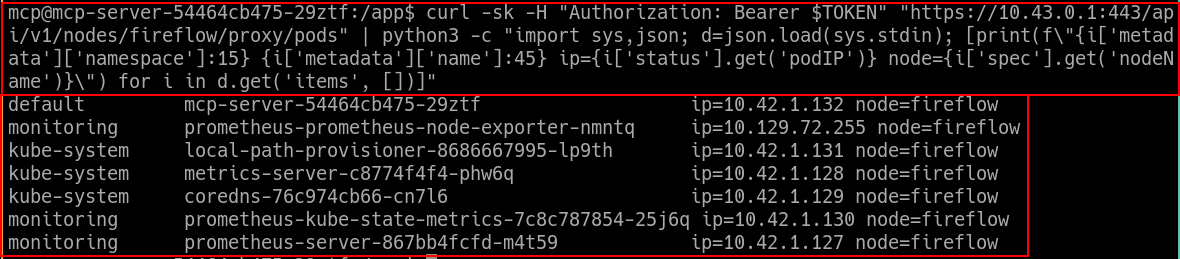 mcp@mcp-server-54464cb475-29ztf:/app$ curl -sk -H "Authorization: Bearer $TOKEN" "https://10.43.0.1:443/ap
i/v1/nodes/fireflow/proxy/pods" | python3 -c "import sys,json; d=json.load(sys.stdin); [print(f\"{i['metad
ata']['namespace']:15} {i['metadata']['name']:45} ip={i['status'].get('podIP')} node={i['spec'].get('nodeN
ame')}\") for i in d.get('items', [])]"
default         mcp-server-54464cb475-29ztf                   ip=10.42.1.132 node=fireflow
monitoring      prometheus-prometheus-node-exporter-nmntq     ip=10.129.72.255 node=fireflow
kube-system     local-path-provisioner-8686667995-lp9th       ip=10.42.1.131 node=fireflow
kube-system     metrics-server-c8774f4f4-phw6q                ip=10.42.1.128 node=fireflow
kube-system     coredns-76c974cb66-cn7l6                      ip=10.42.1.129 node=fireflow
monitoring      prometheus-kube-state-metrics-7c8c787854-25j6q ip=10.42.1.130 node=fireflow
monitoring      prometheus-server-867bb4fcfd-m4t59            ip=10.42.1.127 node=fireflow